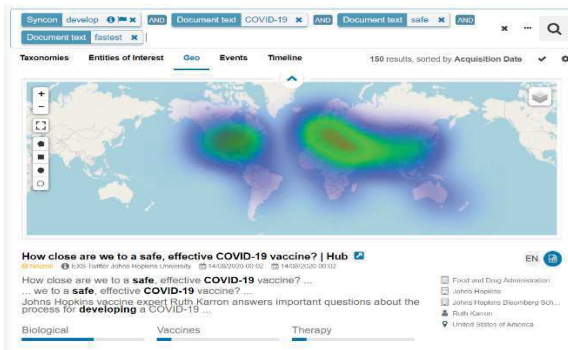 Syncon develop AND Document text COVID-19 AND Document text safe AND
Document text fastest
Taxonomies Entities of Interest Geo Events Timeline 150 results, sorted by Acquisition Date
How close are we to a safe, effective COVID-19 vaccine? | Hub EN
Neutral EXS Twitter Johns Hopkins University 14/08/2020 00:02 14/08/2020 00:02
How close are we to a safe, effective COVID-19 vaccine? ...
... we to a safe, effective COVID-19 vaccine? ...
Johns Hopkins vaccine expert Ruth Karron answers important questions about the
process for developing a COVID-19 ...
Food and Drug Administration
Johns Hopkins
Johns Hopkins Bloomberg Sch...
Ruth Karron
United States of America
Biological Vaccines Therapy